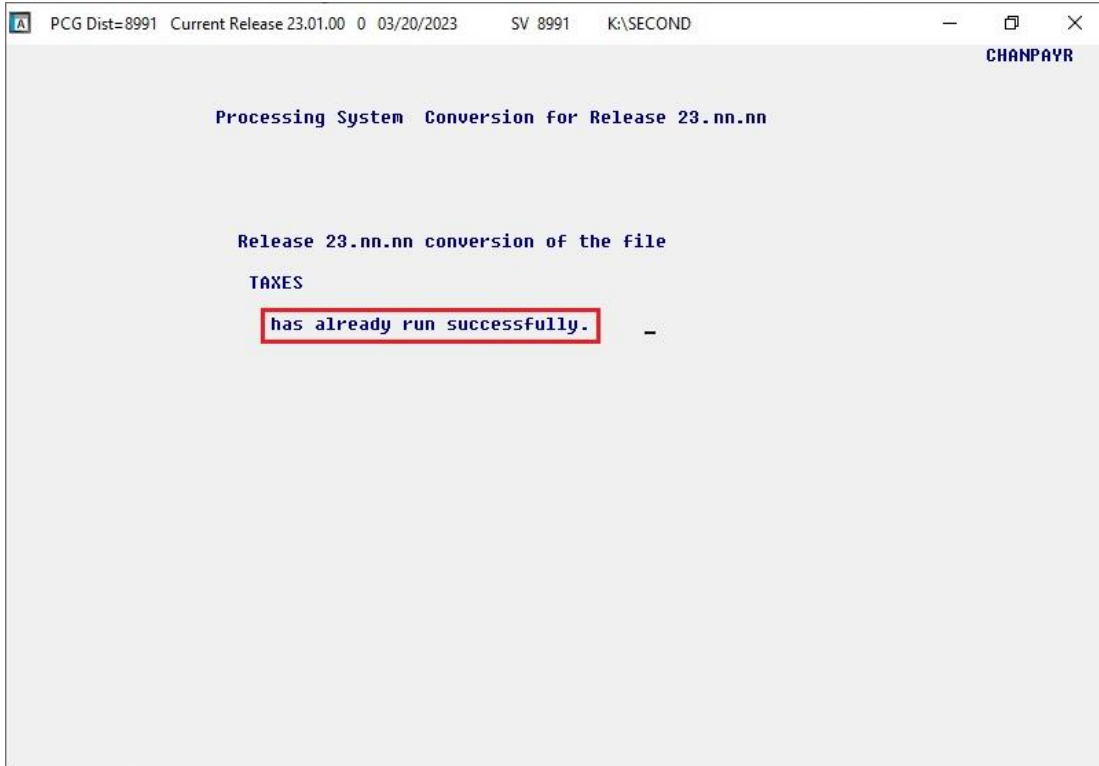 PCG Dist=8991 Current Release 23.01.00 0 03/20/2023 SV 8991 K:\SECOND
CHANPAYR
Processing System Conversion for Release 23.nn.nn
Release 23.nn.nn conversion of the file
TAXES
has already run successfully.